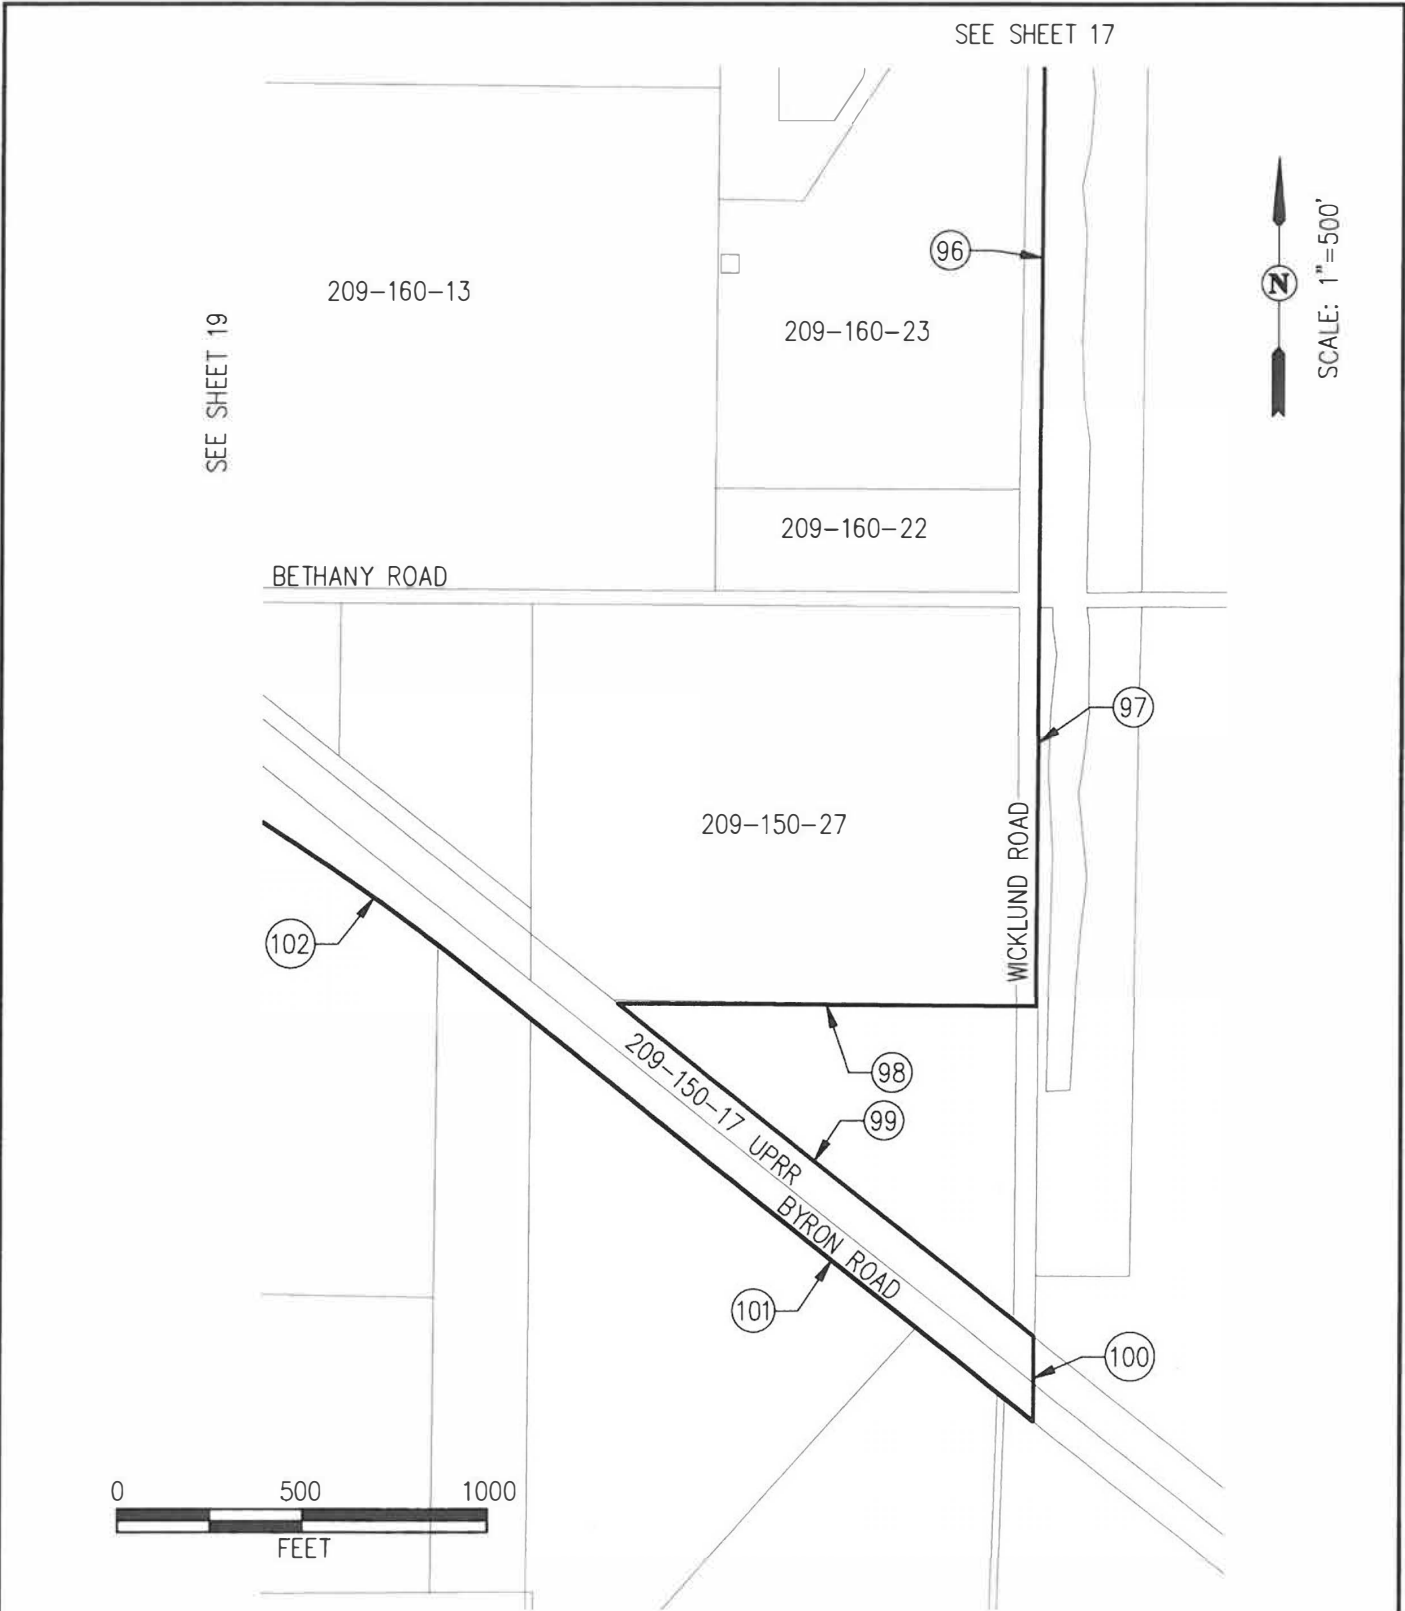 SEE SHEET 17
96
N
SCALE: 1"=500'
209-160-13
209-160-23
SEE SHEET 19
209-160-22
BETHANY ROAD
97
209-150-27
WICKLUND ROAD
102
98
209-150-17 UPRR
99
BYRON ROAD
101
100
0 500 1000
FEET